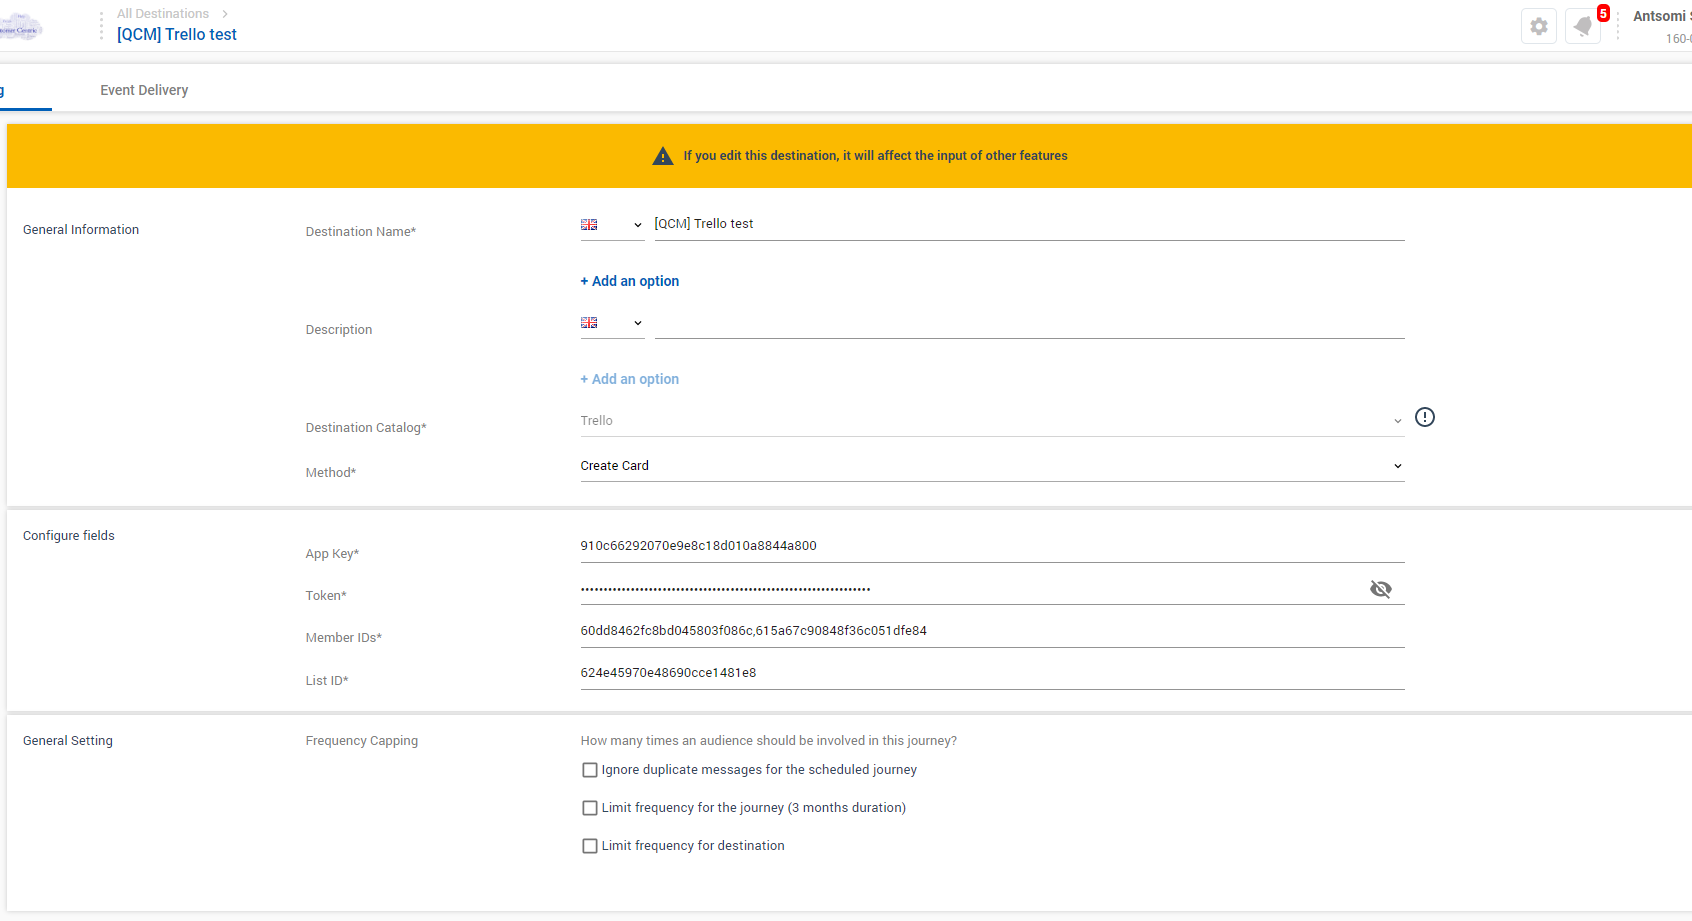 All Destinations
[QCM] Trello test
5
Antsomi
160-
Event Delivery
If you edit this destination, it will affect the input of other features
General Information
Destination Name*
[QCM] Trello test
+ Add an option
Description
+ Add an option
Destination Catalog*
Trello
Method*
Create Card
Configure fields
App Key*
910c66292070e9e8c18d010a8844a800
Token*
Member IDs*
60dd8462fc8bd045803f086c,615a67c90848f36c051dfe84
List ID*
624e45970e48690cce1481e8
General Setting
Frequency Capping
How many times an audience should be involved in this journey?
Ignore duplicate messages for the scheduled journey
Limit frequency for the journey (3 months duration)
Limit frequency for destination